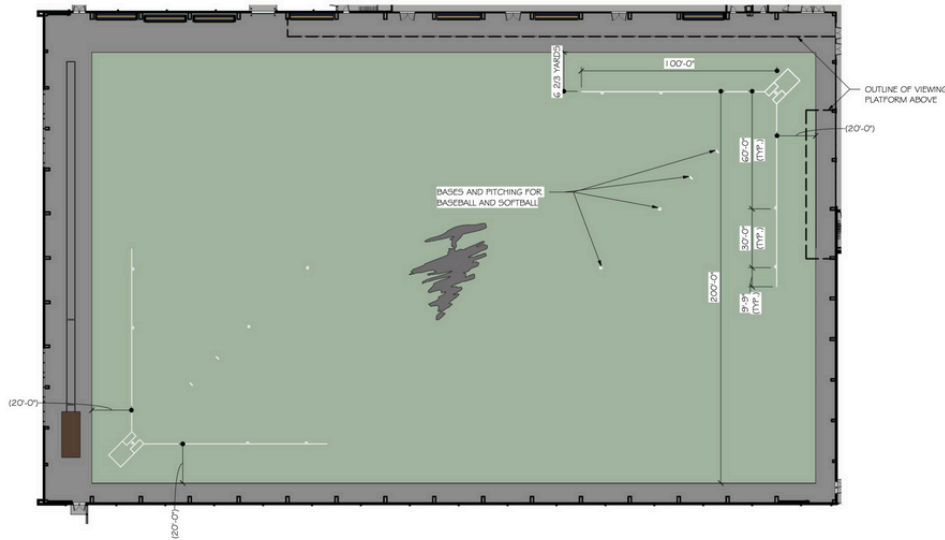 6 2/3 YARDS
100'-0"
OUTLINE OF VIEWING
PLATFORM ABOVE
(20'-0")
60'-0"
(TYP.)
BASES AND PITCHING FOR
BASEBALL AND SOFTBALL
30'-0"
(TYP.)
200'-0"
9'-9"
(TYP.)
(20'-0")
(20'-0")